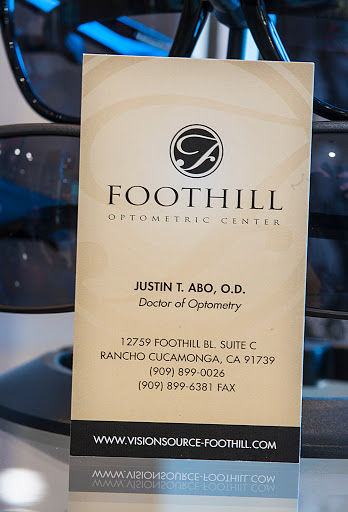 FOOTHILL
OPTOMETRIC CENTER
JUSTIN T. ABO, O.D.
Doctor of Optometry
12759 FOOTHILL BL. SUITE C
RANCHO CUCAMONGA, CA 91739
(909) 899-0026
(909) 899-6381 FAX
WWW.VISIONSOURCE-FOOTHILL.COM